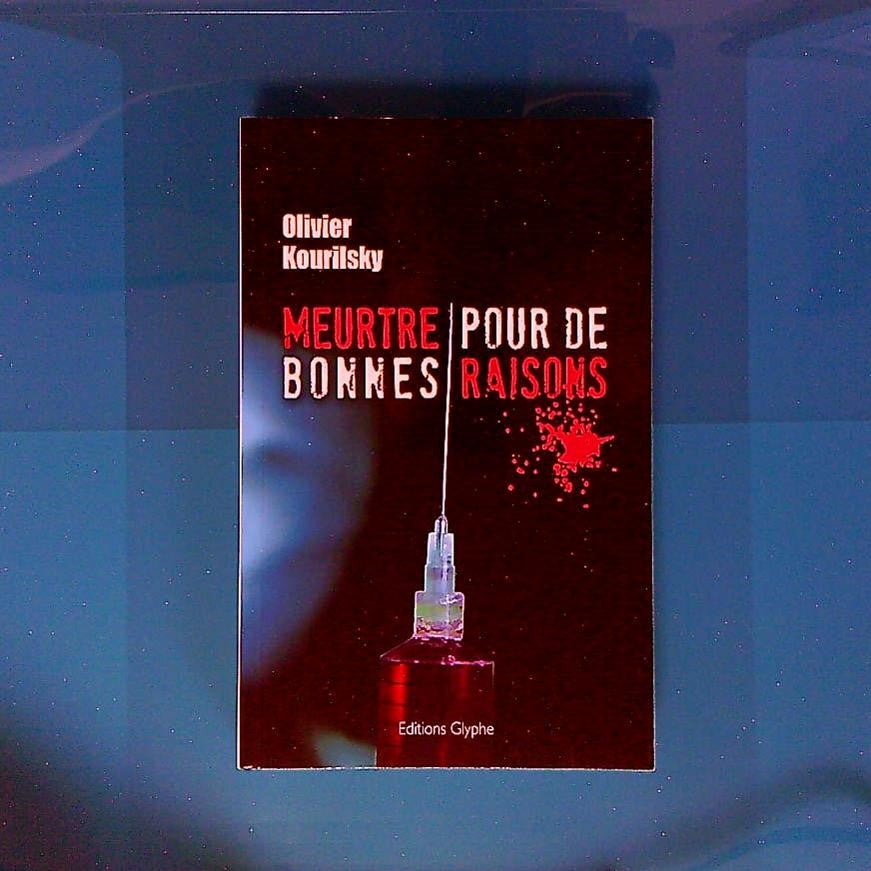 Olivier
Kourilsky
MEURTRE POUR DE
BONNES RAISONS
Editions Glyphe